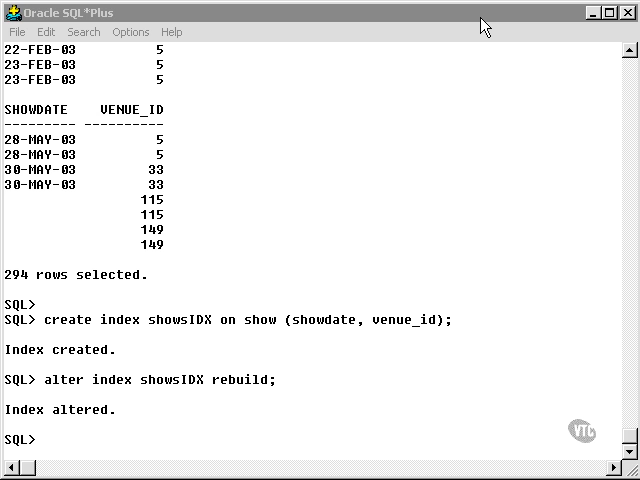 Oracle SQL*Plus
File Edit Search Options Help
22-FEB-03 5
23-FEB-03 5
23-FEB-03 5
SHOWDATE VENUE_ID
--------- ----------
28-MAY-03 5
28-MAY-03 5
30-MAY-03 33
30-MAY-03 33
115
115
149
149
294 rows selected.
SQL>
SQL> create index showsIDX on show (showdate, venue_id);
Index created.
SQL> alter index showsIDX rebuild;
Index altered.
SQL>
VTC